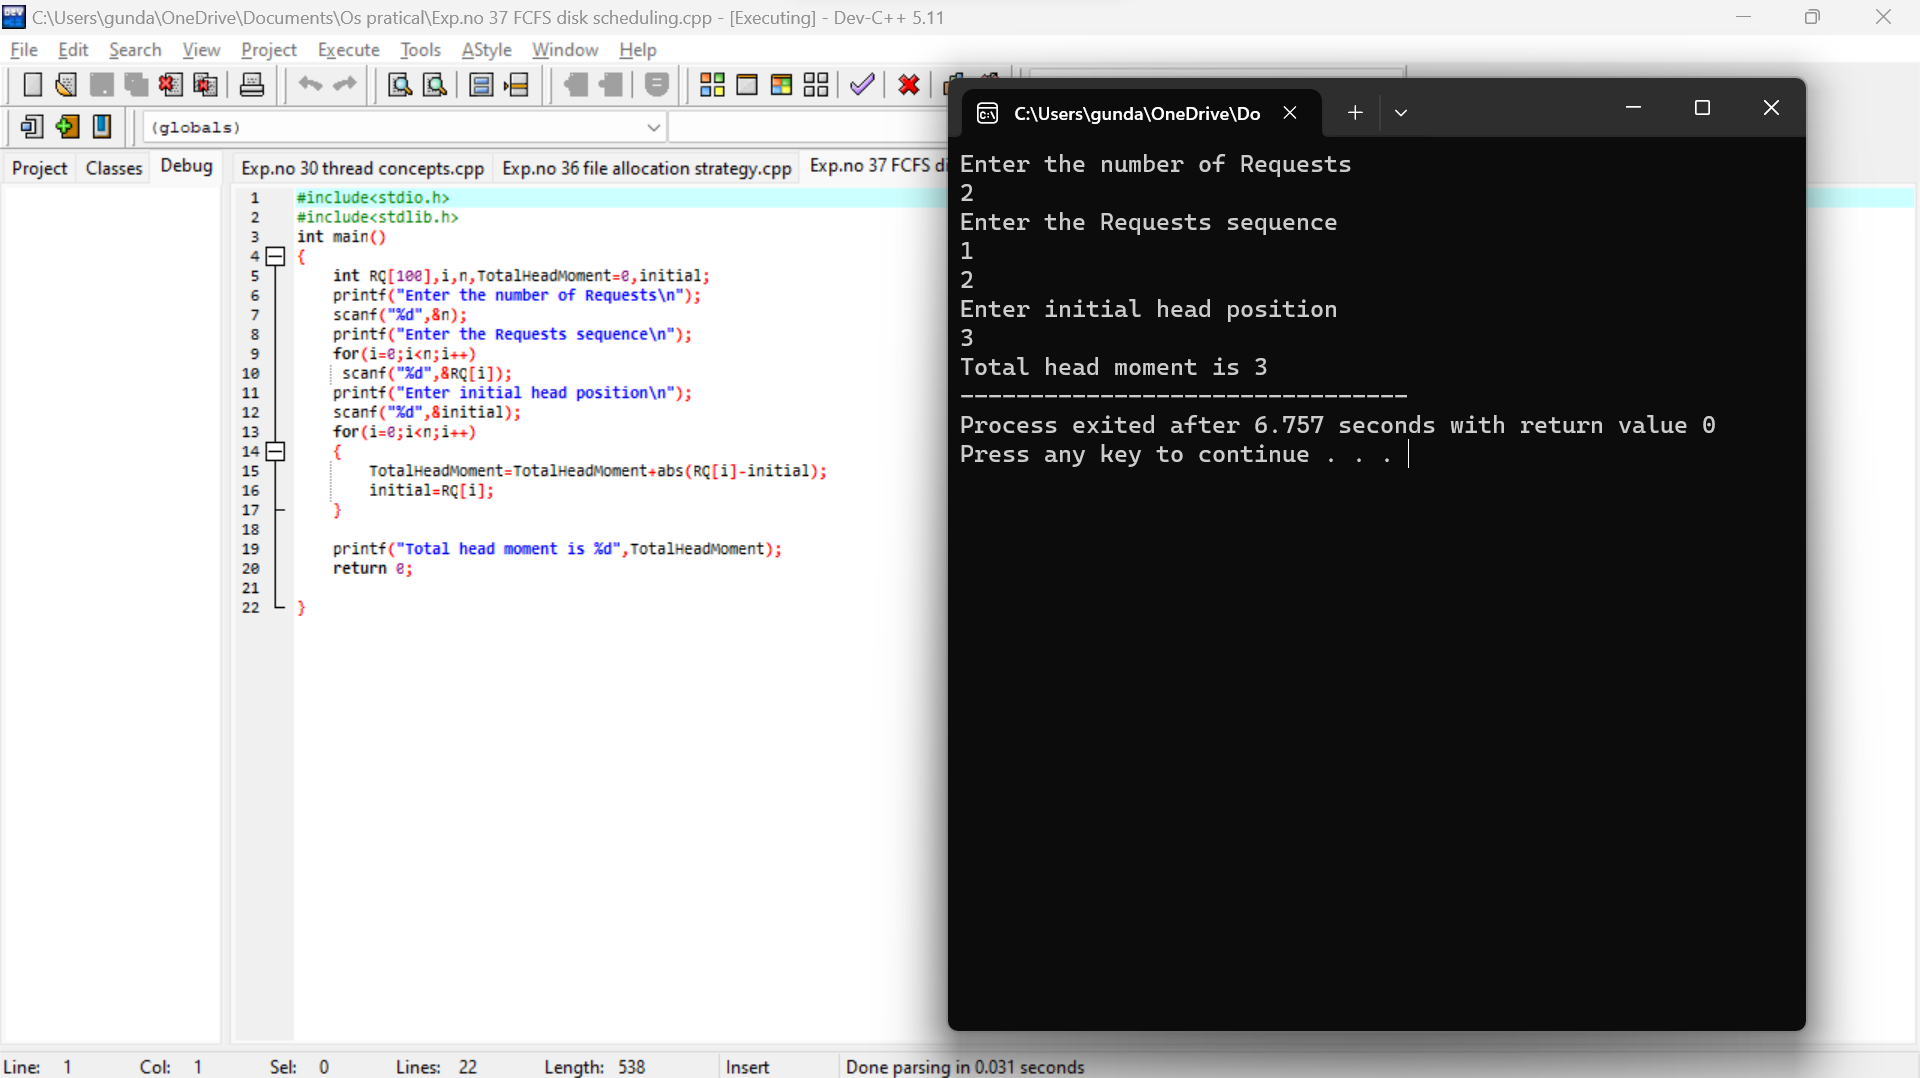 C:\Users\gunda\OneDrive\Documents\Os pratical\Exp.no 37 FCFS disk scheduling.cpp - [Executing] - Dev-C++ 5.11
File Edit Search View Project Execute Tools AStyle Window Help
(globals)
Project Classes Debug
Exp.no 30 thread concepts.cpp Exp.no 36 file allocation strategy.cpp Exp.no 37 FCFS di
1 #include<stdio.h>
2 #include<stdlib.h>
3 int main()
4 {
5 int RQ[100],i,n,TotalHeadMoment=0,initial;
6 printf("Enter the number of Requests\n");
7 scanf("%d",&n);
8 printf("Enter the Requests sequence\n");
9 for(i=0;i<n;i++)
10 scanf("%d",&RQ[i]);
11 printf("Enter initial head position\n");
12 scanf("%d",&initial);
13 for(i=0;i<n;i++)
14 {
15 TotalHeadMoment=TotalHeadMoment+abs(RQ[i]-initial);
16 initial=RQ[i];
17 }
18
19 printf("Total head moment is %d",TotalHeadMoment);
20 return 0;
21
22 }
C:\Users\gunda\OneDrive\Do
Enter the number of Requests
2
Enter the Requests sequence
1
2
Enter initial head position
3
Total head moment is 3
--------------------------------
Process exited after 6.757 seconds with return value 0
Press any key to continue . . .
Line: 1 Col: 1 Sel: 0 Lines: 22 Length: 538 Insert Done parsing in 0.031 seconds